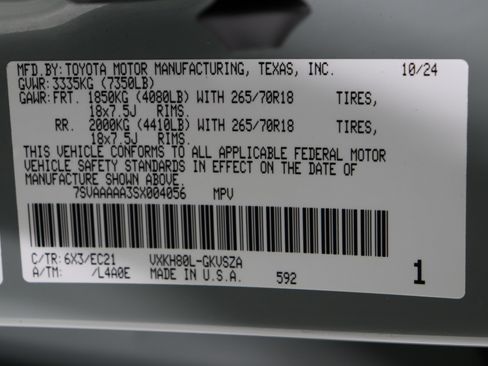 MFD.BY: TOYOTA MOTOR MANUFACTURING, TEXAS, INC. 10/24
GVWR: 3335KG (7350LB)
GAWR: FRT. 1850KG (4080LB) WITH 265/70R18 TIRES,
18x7.5J RIMS.
RR. 2000KG (4410LB) WITH 265/70R18 TIRES,
18x7.5J RIMS.
THIS VEHICLE CONFORMS TO ALL APPLICABLE FEDERAL MOTOR
VEHICLE SAFETY STANDARDS IN EFFECT ON THE DATE OF
MANUFACTURE SHOWN ABOVE.
7SVAAAAA3SX004056 MPV
C/TR: 6X3/EC21 VXKH80L-GKVSZA
A/TM: /L4A0E MADE IN U.S.A. 592 1